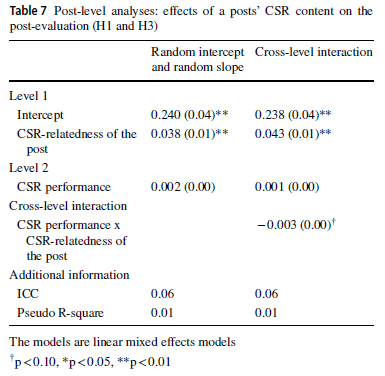 Table 7 Post-level analyses: effects of a posts' CSR content on the
post-evaluation (H1 and H3)
Random intercept and random slope Cross-level interaction
Level 1
Intercept 0.240 (0.04)** 0.238 (0.04)**
CSR-relatedness of the post 0.038 (0.01)** 0.043 (0.01)**
Level 2
CSR performance 0.002 (0.00) 0.001 (0.00)
Cross-level interaction
CSR performance x CSR-relatedness of the post −0.003 (0.00)†
Additional information
ICC 0.06 0.06
Pseudo R-square 0.01 0.01
The models are linear mixed effects models
†p<0.10, *p<0.05, **p<0.01